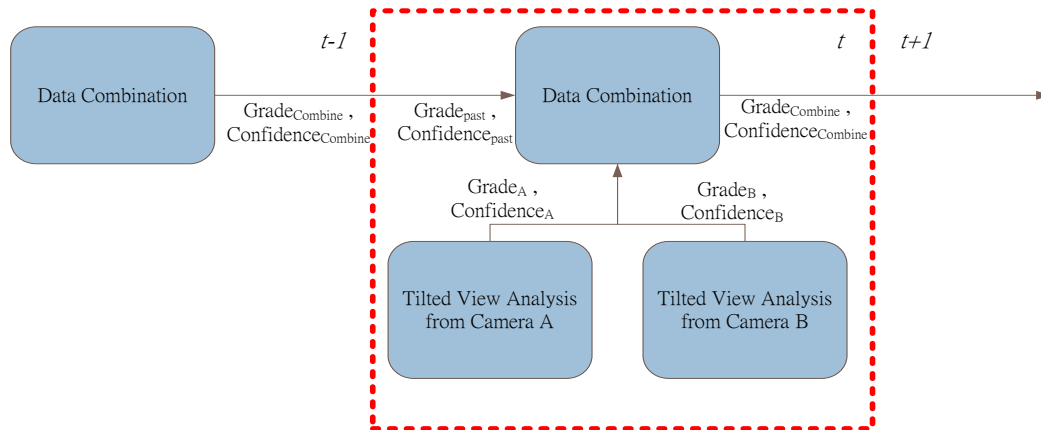 t-1
t
t+1
Data Combination
Grade_Combine ,
Confidence_Combine
Grade_past ,
Confidence_past
Data Combination
Grade_Combine ,
Confidence_Combine
Grade_A ,
Confidence_A
Grade_B ,
Confidence_B
Tilted View Analysis
from Camera A
Tilted View Analysis
from Camera B